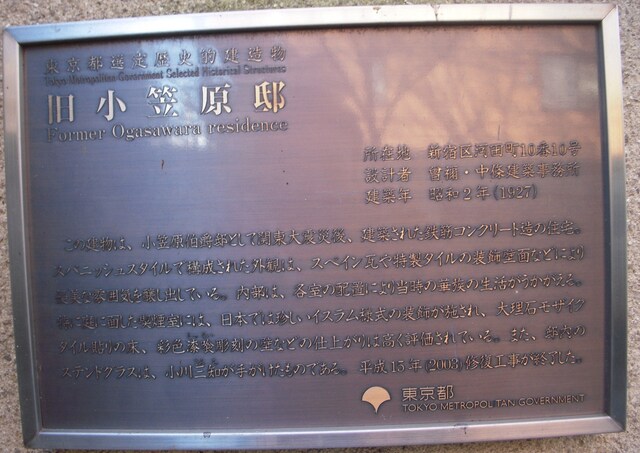 東京都選定歴史的建造物
Tokyo Metropolitan Government Selected Historical Structures
旧小笠原邸
Former Ogasawara residence
所在地 新宿区河田町10番10号
設計者 曽禰・中條建築事務所
建築年 昭和2年(1927)
この建物は、小笠原伯爵邸として関東大震災後、建築された鉄筋コンクリート造の住宅。
スパニッシュスタイルで構成された外観は、スペイン瓦や特製タイルの装飾壁面などにより
雰囲気を醸し出している。内部は、各室の配置により当時の華族の生活がうかがえる。
に面した喫煙室には、日本では珍しいイスラム様式の装飾が施され、大理石モザイク
タイル貼りの床、彩色漆喰彫刻の壁などの仕上がりは高く評価されている。また、邸内の
ステンドグラスは、小川三知が手がけたものである。平成15年(2003)修復工事が終了した。
東京都
TOKYO METROPOLITAN GOVERNMENT